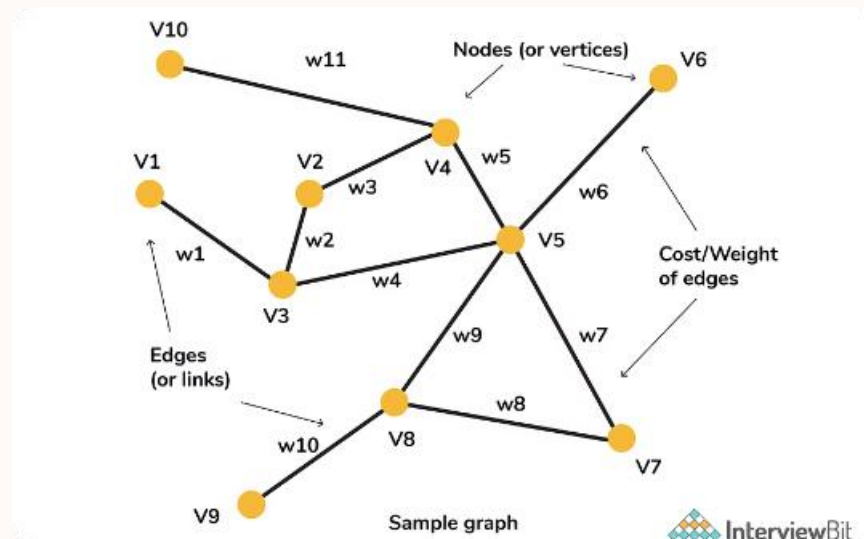 V10
w11
Nodes (or vertices)
V6
V1
V2
w3
V4
w5
w6
w1
w2
V5
w4
V3
Cost/Weight
of edges
Edges
(or links)
w9
w7
w8
w10
V8
V7
V9
Sample graph
InterviewBit